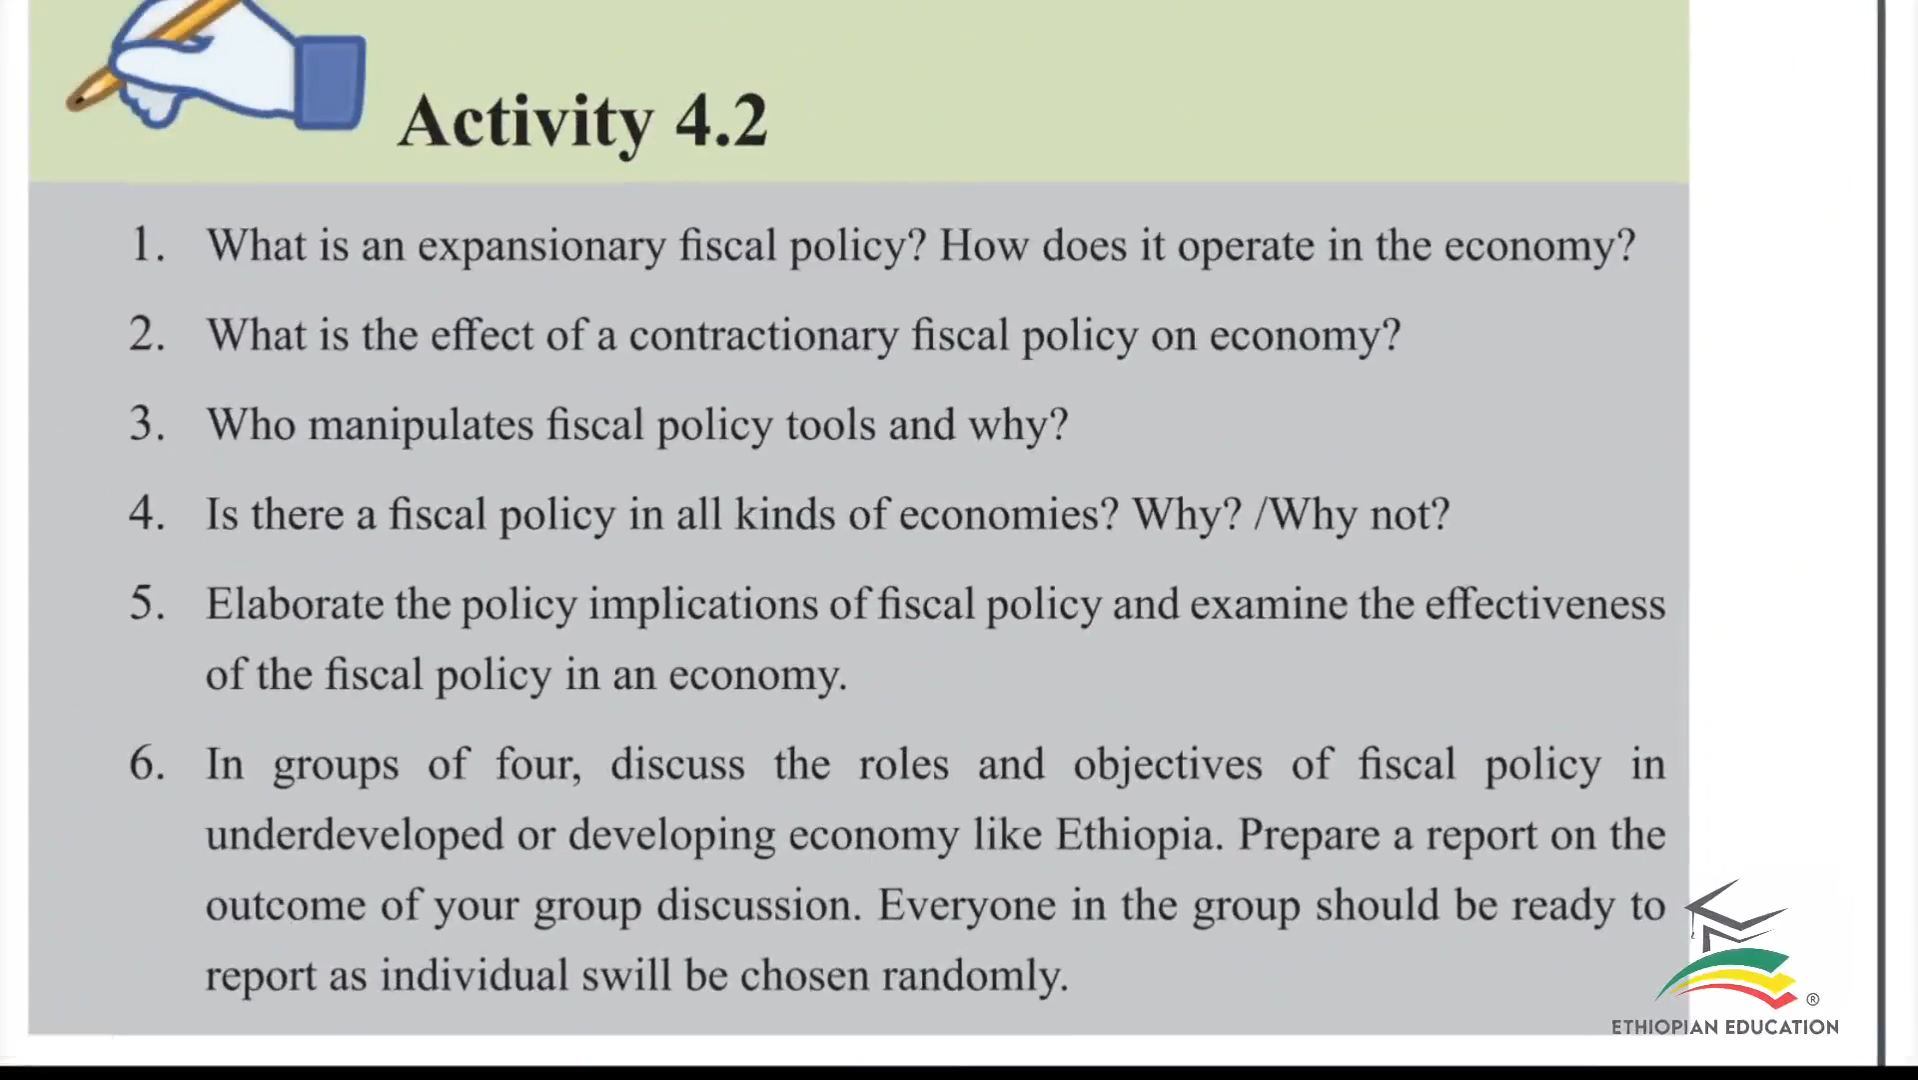 Activity 4.2
1. What is an expansionary fiscal policy? How does it operate in the economy?
2. What is the effect of a contractionary fiscal policy on economy?
3. Who manipulates fiscal policy tools and why?
4. Is there a fiscal policy in all kinds of economies? Why? /Why not?
5. Elaborate the policy implications of fiscal policy and examine the effectiveness
of the fiscal policy in an economy.
6. In groups of four, discuss the roles and objectives of fiscal policy in
underdeveloped or developing economy like Ethiopia. Prepare a report on the
outcome of your group discussion. Everyone in the group should be ready to
report as individual swill be chosen randomly.
®
ETHIOPIAN EDUCATION